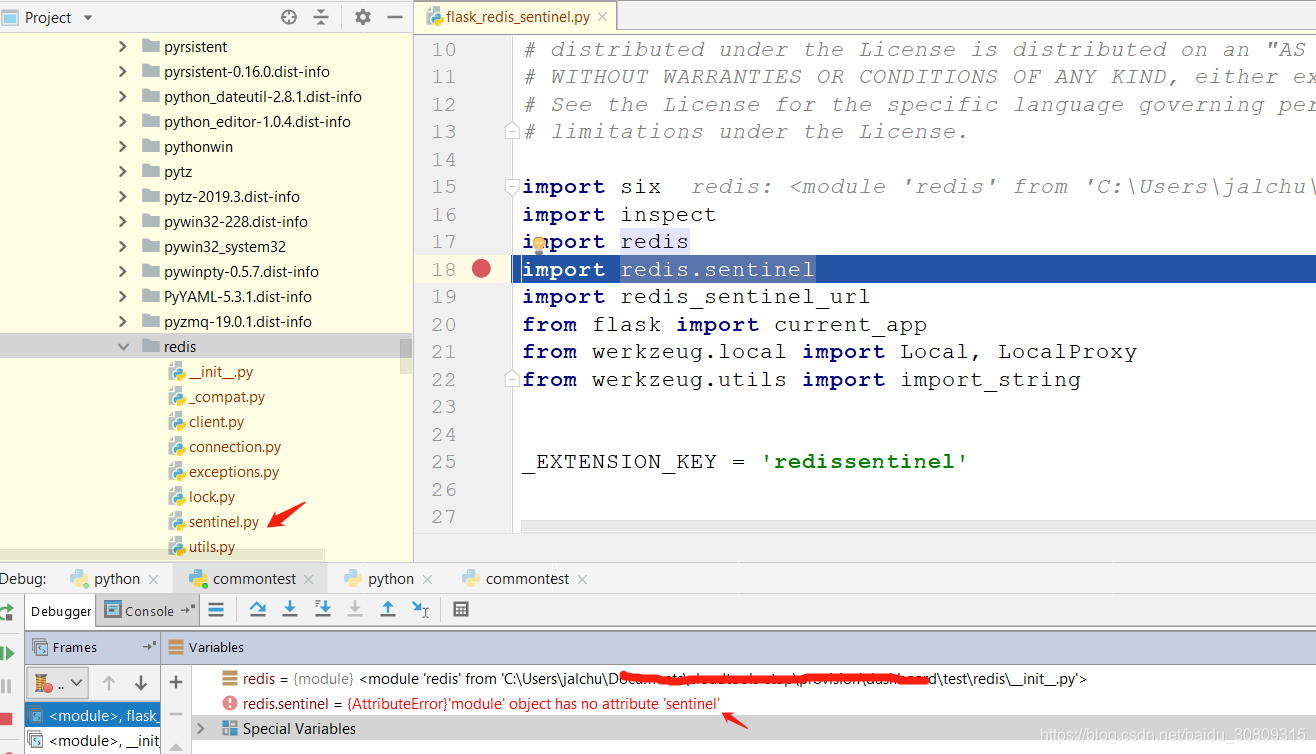 Project
pyrsistent
pyrsistent-0.16.0.dist-info
python_dateutil-2.8.1.dist-info
python_editor-1.0.4.dist-info
pythonwin
pytz
pytz-2019.3.dist-info
pywin32-228.dist-info
pywin32_system32
pywinpty-0.5.7.dist-info
PyYAML-5.3.1.dist-info
pyzmq-19.0.1.dist-info
redis
__init__.py
_compat.py
client.py
connection.py
exceptions.py
lock.py
sentinel.py
utils.py
flask_redis_sentinel.py
10 # distributed under the License is distributed on an "AS
11 # WITHOUT WARRANTIES OR CONDITIONS OF ANY KIND, either ex
12 # See the License for the specific language governing per
13 # limitations under the License.
14
15 import six redis: <module 'redis' from 'C:\Users\jalchu\
16 import inspect
17 import redis
18 import redis.sentinel
19 import redis_sentinel_url
20 from flask import current_app
21 from werkzeug.local import Local, LocalProxy
22 from werkzeug.utils import import_string
23
24
25 _EXTENSION_KEY = 'redissentinel'
26
27
Debug: python commontest python commontest
Debugger Console
Frames Variables
..
<module>, flask_
<module>, __init_
redis = {module} <module 'redis' from 'C:\Users\jalchu\D \test\redis\__init__.py'>
redis.sentinel = {AttributeError}'module' object has no attribute 'sentinel'
Special Variables
https://blog.csdn.net/baidu_30809315